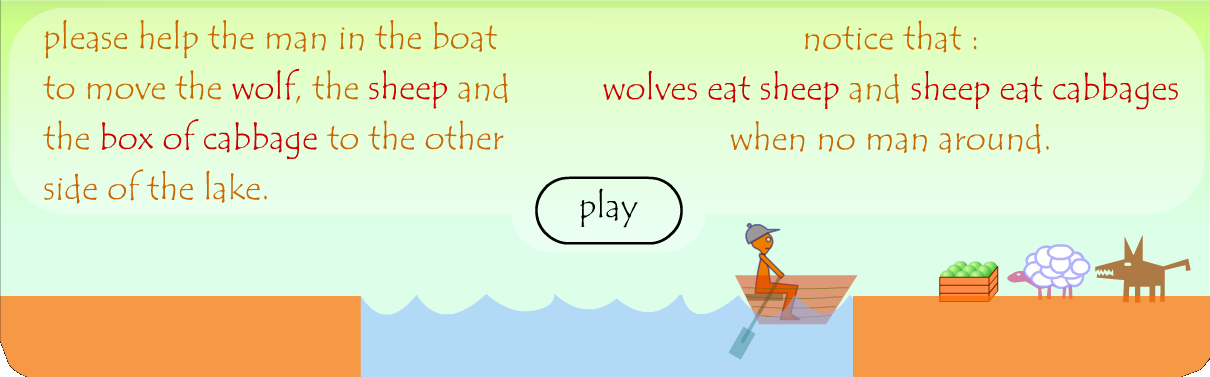 please help the man in the boat
to move the wolf, the sheep and
the box of cabbage to the other
side of the lake.
notice that :
wolves eat sheep and sheep eat cabbages
when no man around.
play